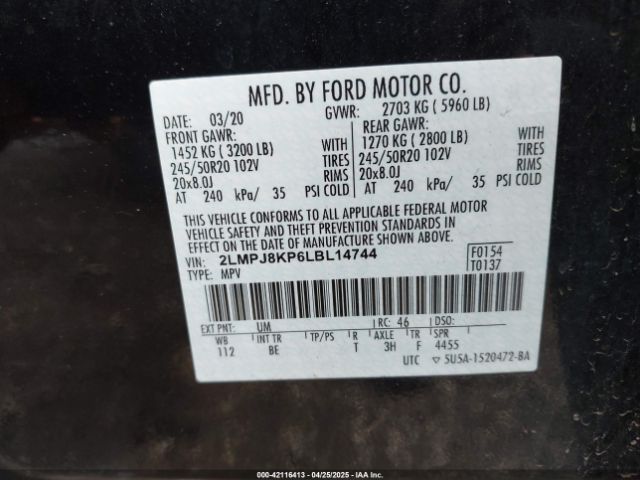 MFD. BY FORD MOTOR CO.
DATE: 03/20 GVWR: 2703 KG ( 5960 LB)
FRONT GAWR: REAR GAWR:
1452 KG ( 3200 LB) WITH 1270 KG ( 2800 LB) WITH
245/50R20 102V TIRES 245/50R20 102V TIRES
20x8.0J RIMS 20x8.0J RIMS
AT 240 kPa/ 35 PSI COLD AT 240 kPa/ 35 PSI COLD
THIS VEHICLE CONFORMS TO ALL APPLICABLE FEDERAL MOTOR
VEHICLE SAFETY AND THEFT PREVENTION STANDARDS IN
EFFECT ON THE DATE OF MANUFACTURE SHOWN ABOVE.
VIN: 2LMPJ8KP6LBL14744 F0154
TYPE: MPV T0137
EXT PNT: UM RC: 46 DSO:
WB INT TR TP/PS R AXLE TR SPR
112 BE T 3H F 4455
UTC ▽ 5U5A-1520472-BA
000-42116413 - 04/25/2025 - IAAI.com